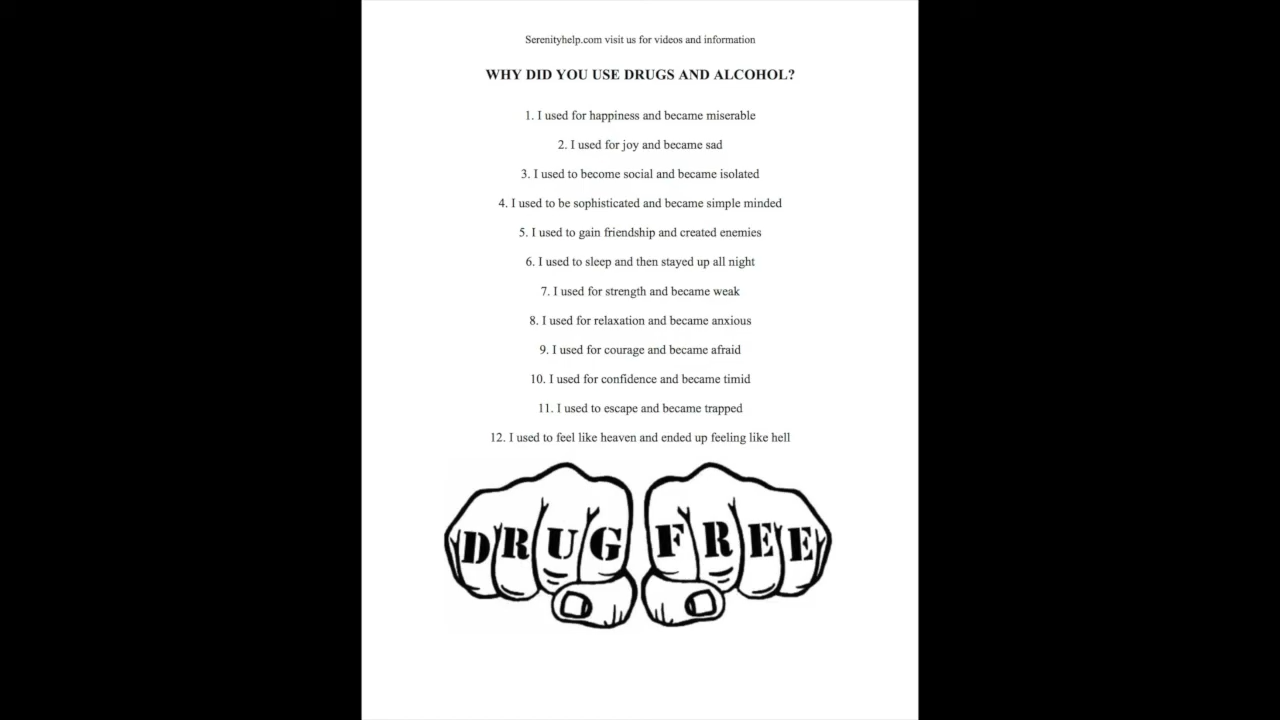 Serenityhelp.com visit us for videos and information
WHY DID YOU USE DRUGS AND ALCOHOL?
1. I used for happiness and became miserable
2. I used for joy and became sad
3. I used to become social and became isolated
4. I used to be sophisticated and became simple minded
5. I used to gain friendship and created enemies
6. I used to sleep and then stayed up all night
7. I used for strength and became weak
8. I used for relaxation and became anxious
9. I used for courage and became afraid
10. I used for confidence and became timid
11. I used to escape and became trapped
12. I used to feel like heaven and ended up feeling like hell
DRUG FREE